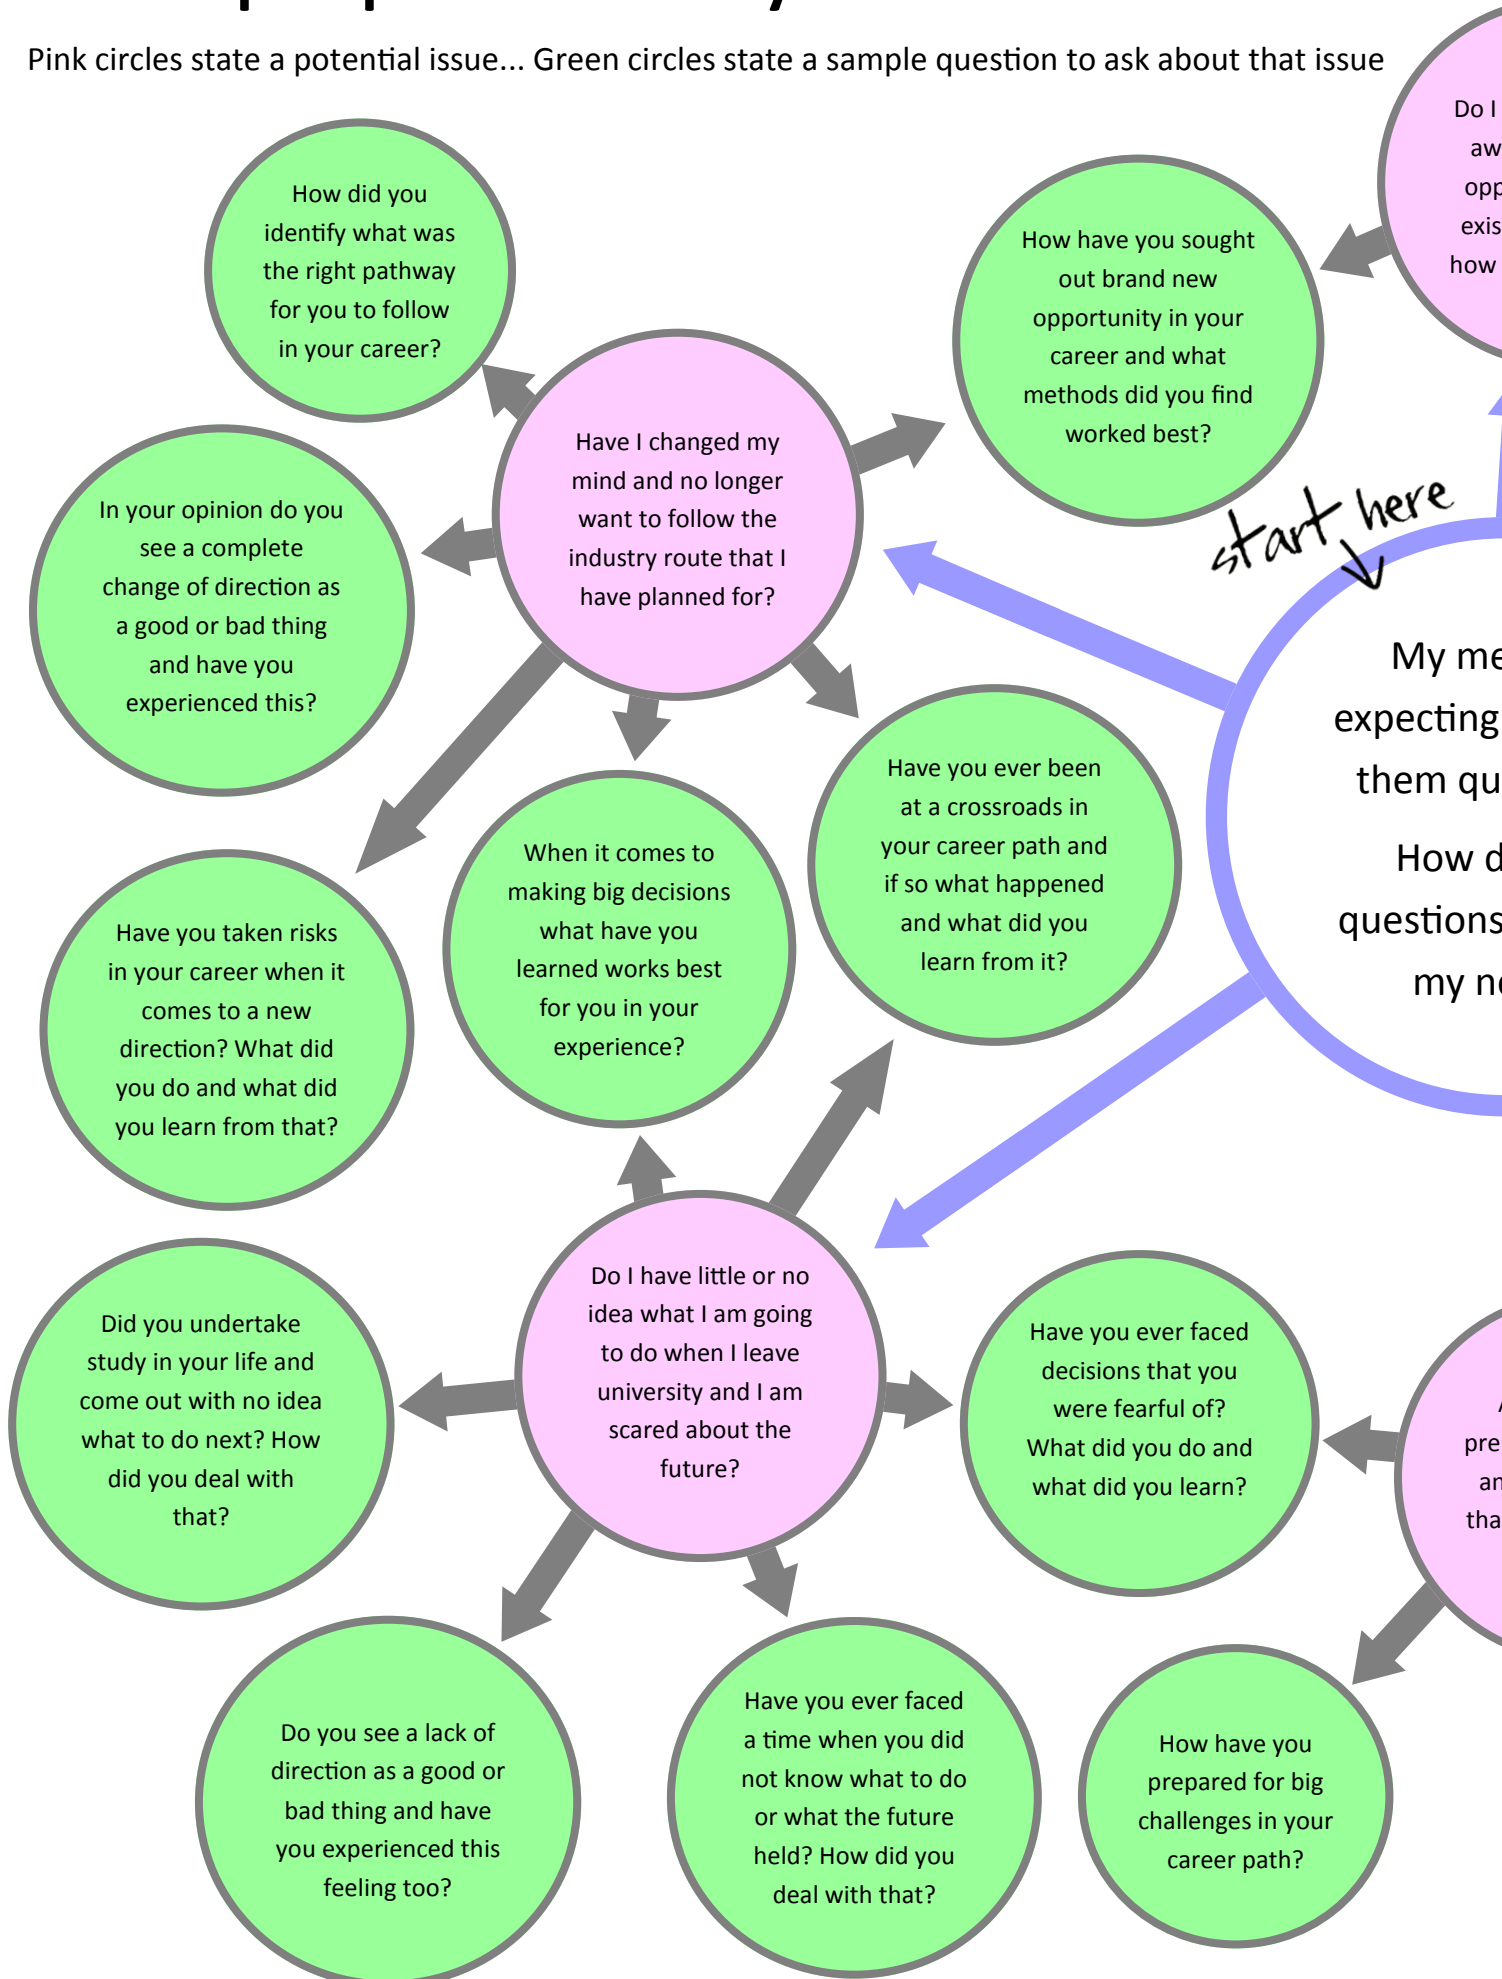 Pink circles state a potential issue... Green circles state a sample question to ask about that issue
How did you
identify what was
the right pathway
for you to follow
in your career?
Do I
how
How have you sought
out brand new
opportunity in your
career and what
methods did you find
worked best?
Have I changed my
mind and no longer
want to follow the
industry route that I
have planned for?
start here
In your opinion do you
see a complete
change of direction as
a good or bad thing
and have you
experienced this?
My
expecting
them
How
questions
my
Have you ever been
at a crossroads in
your career path and
if so what happened
and what did you
learn from it?
When it comes to
making big decisions
what have you
learned works best
for you in your
experience?
Have you taken risks
in your career when it
comes to a new
direction? What did
you do and what did
you learn from that?
Do I have little or no
idea what I am going
to do when I leave
university and I am
scared about the
future?
Did you undertake
study in your life and
come out with no idea
what to do next? How
did you deal with
that?
Have you ever faced
decisions that you
were fearful of?
What did you do and
what did you learn?
Do you see a lack of
direction as a good or
bad thing and have
you experienced this
feeling too?
Have you ever faced
a time when you did
not know what to do
or what the future
held? How did you
deal with that?
How have you
prepared for big
challenges in your
career path?